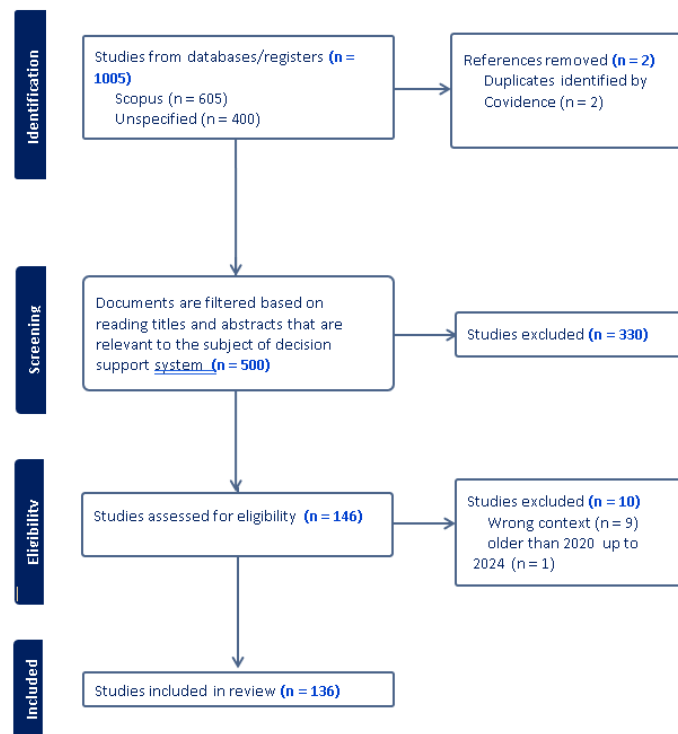 Identification
Studies from databases/registers (n =
1005)
Scopus (n = 605)
Unspecified (n = 400)
References removed (n = 2)
Duplicates identified by
Covidence (n = 2)
Screening
Documents are filtered based on
reading titles and abstracts that are
relevant to the subject of decision
support system (n = 500)
Studies excluded (n = 330)
Eligibility
Studies assessed for eligibility (n = 146)
Studies excluded (n = 10)
Wrong context (n = 9)
older than 2020 up to
2024 (n = 1)
Included
Studies included in review (n = 136)